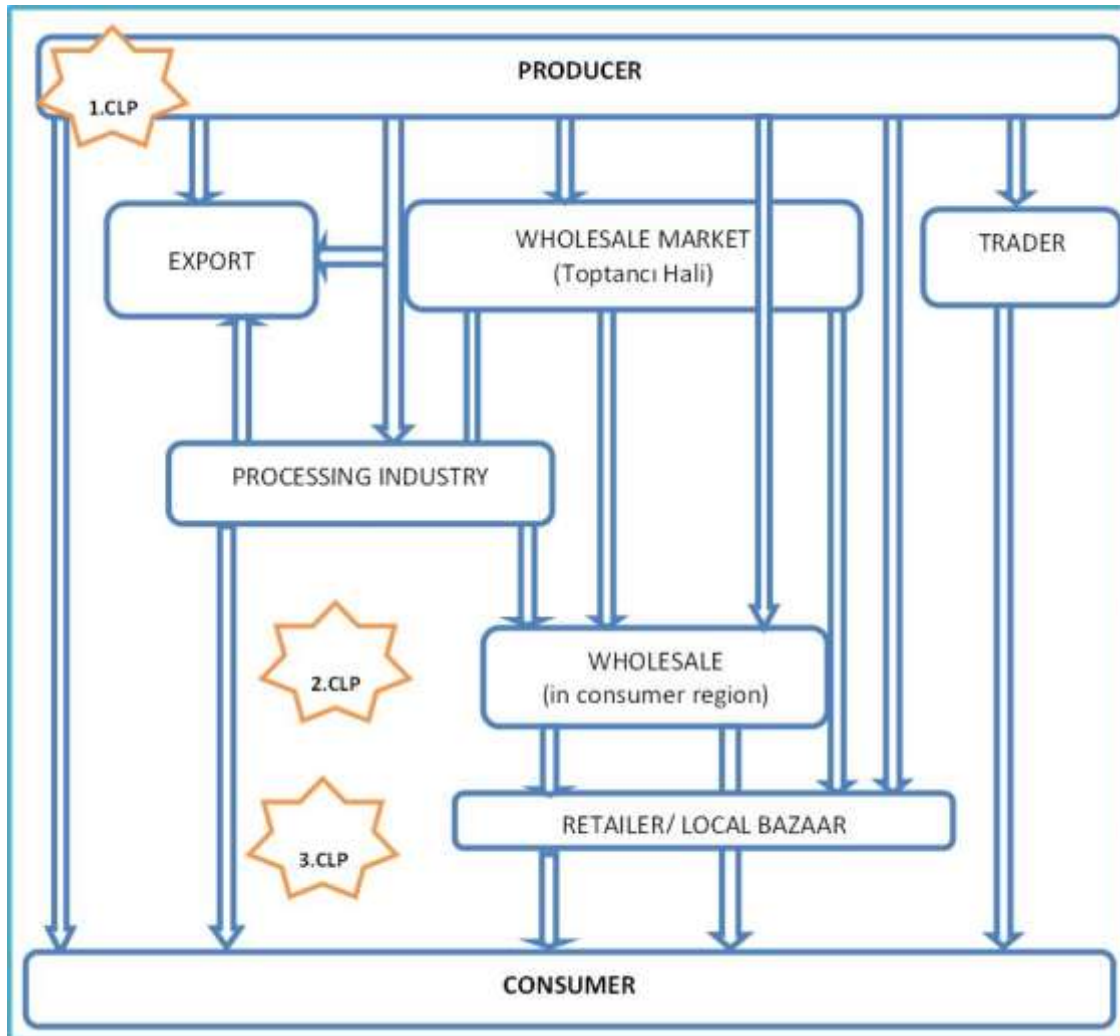 PRODUCER
1.CLP
EXPORT
WHOLESALE MARKET
(Toptancı Hali)
TRADER
PROCESSING INDUSTRY
WHOLESALE
(in consumer region)
2.CLP
RETAILER/ LOCAL BAZAAR
3.CLP
CONSUMER